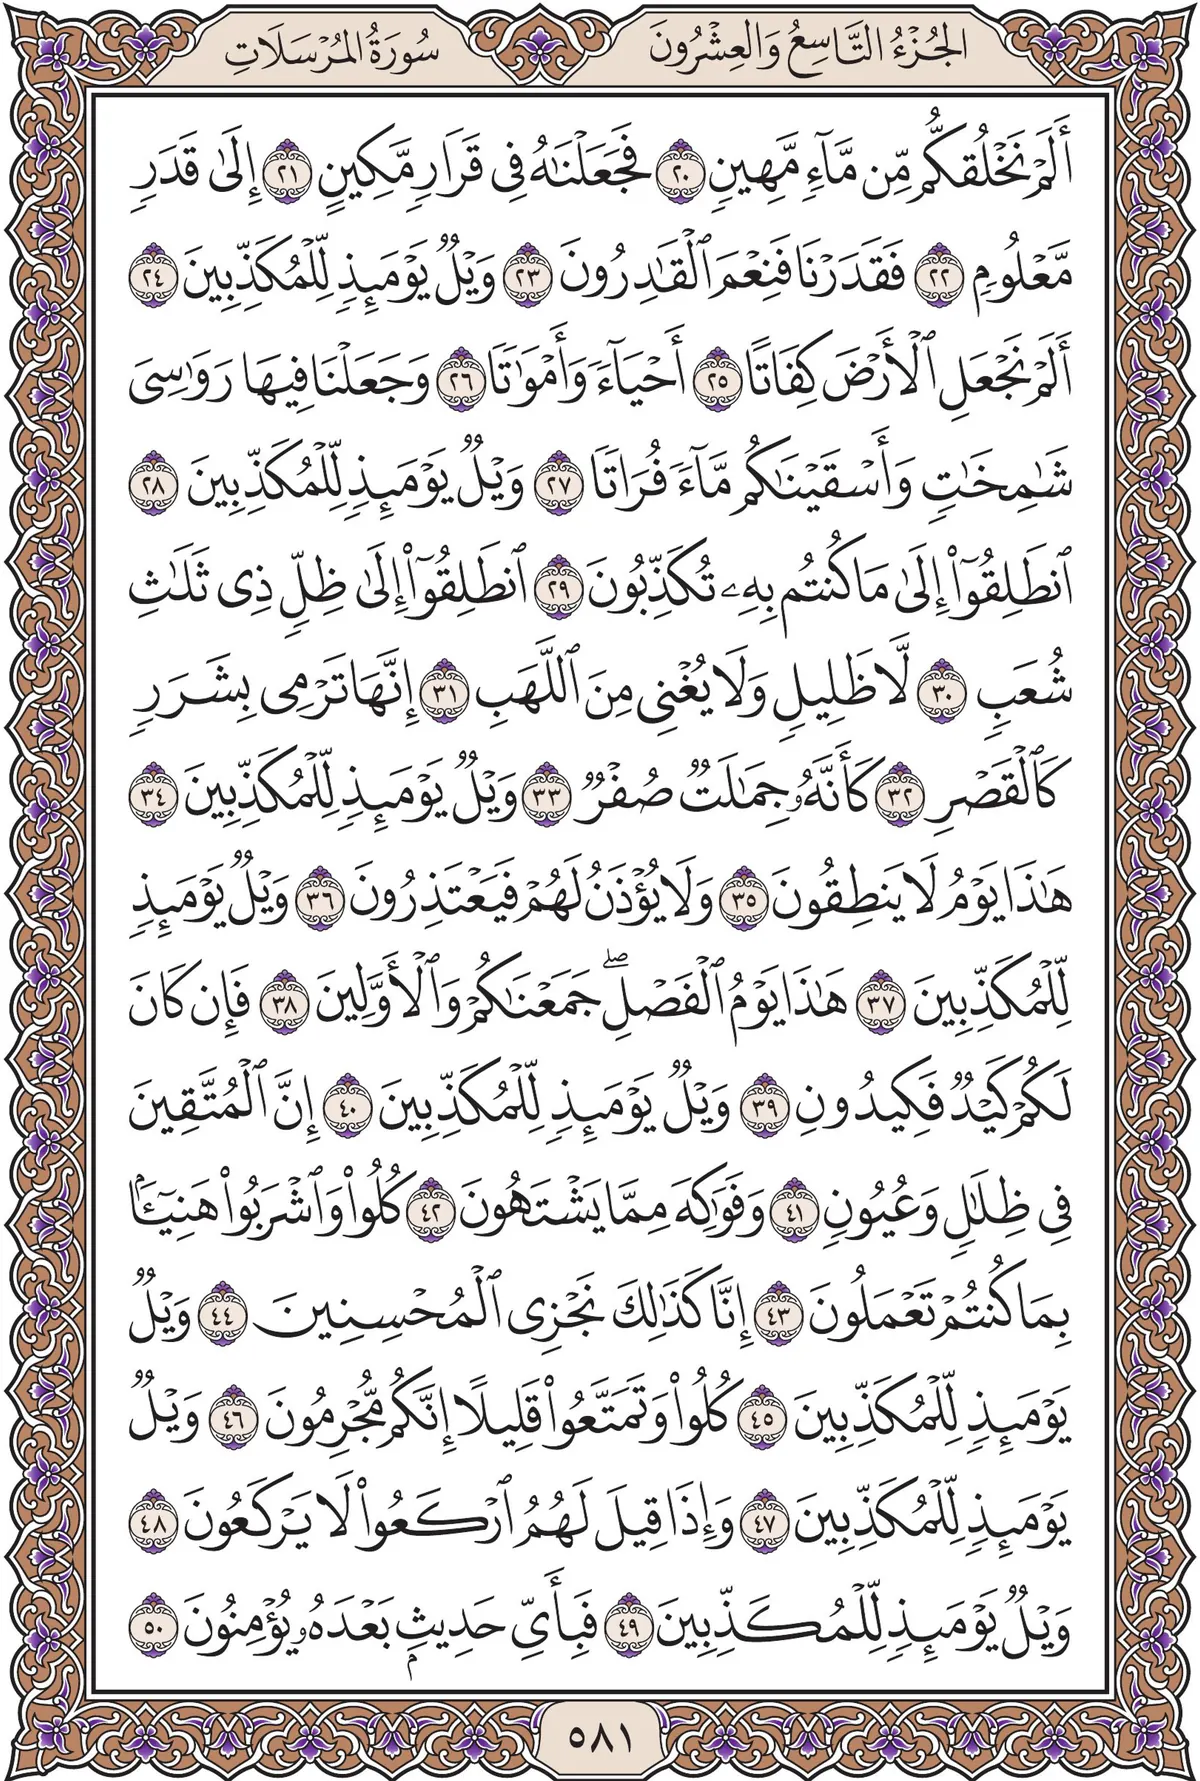 الجُزْءُ التَّاسِعُ وَالعِشْرُونَ
سُورَةُ المُرْسَلَاتِ
أَلَمْ نَخْلُقكُّم مِّن مَّآءٍ مَّهِينٍ ٢٠ فَجَعَلْنَٰهُ فِى قَرَارٍ مَّكِينٍ ٢١ إِلَىٰ قَدَرٍ
مَّعْلُومٍ ٢٢ فَقَدَرْنَا فَنِعْمَ ٱلْقَٰدِرُونَ ٢٣ وَيْلٌ يَوْمَئِذٍ لِّلْمُكَذِّبِينَ ٢٤
أَلَمْ نَجْعَلِ ٱلْأَرْضَ كِفَاتًا ٢٥ أَحْيَآءً وَأَمْوَٰتًا ٢٦ وَجَعَلْنَا فِيهَا رَوَٰسِىَ
شَٰمِخَٰتٍ وَأَسْقَيْنَٰكُم مَّآءً فُرَاتًا ٢٧ وَيْلٌ يَوْمَئِذٍ لِّلْمُكَذِّبِينَ ٢٨
ٱنطَلِقُوٓا۟ إِلَىٰ مَا كُنتُم بِهِۦ تُكَذِّبُونَ ٢٩ ٱنطَلِقُوٓا۟ إِلَىٰ ظِلٍّ ذِى ثَلَٰثِ
شُعَبٍ ٣٠ لَّا ظَلِيلٍ وَلَا يُغْنِى مِنَ ٱللَّهَبِ ٣١ إِنَّهَا تَرْمِى بِشَرَرٍ
كَٱلْقَصْرِ ٣٢ كَأَنَّهُۥ جِمَٰلَتٌ صُفْرٌ ٣٣ وَيْلٌ يَوْمَئِذٍ لِّلْمُكَذِّبِينَ ٣٤
هَٰذَا يَوْمُ لَا يَنطِقُونَ ٣٥ وَلَا يُؤْذَنُ لَهُمْ فَيَعْتَذِرُونَ ٣٦ وَيْلٌ يَوْمَئِذٍ
لِّلْمُكَذِّبِينَ ٣٧ هَٰذَا يَوْمُ ٱلْفَصْلِ ۖ جَمَعْنَٰكُمْ وَٱلْأَوَّلِينَ ٣٨ فَإِن كَانَ
لَكُمْ كَيْدٌ فَكِيدُونِ ٣٩ وَيْلٌ يَوْمَئِذٍ لِّلْمُكَذِّبِينَ ٤٠ إِنَّ ٱلْمُتَّقِينَ
فِى ظِلَٰلٍ وَعُيُونٍ ٤١ وَفَوَٰكِهَ مِمَّا يَشْتَهُونَ ٤٢ كُلُوا۟ وَٱشْرَبُوا۟ هَنِيٓـًٔۢا
بِمَا كُنتُمْ تَعْمَلُونَ ٤٣ إِنَّا كَذَٰلِكَ نَجْزِى ٱلْمُحْسِنِينَ ٤٤ وَيْلٌ
يَوْمَئِذٍ لِّلْمُكَذِّبِينَ ٤٥ كُلُوا۟ وَتَمَتَّعُوا۟ قَلِيلًا إِنَّكُم مُّجْرِمُونَ ٤٦ وَيْلٌ
يَوْمَئِذٍ لِّلْمُكَذِّبِينَ ٤٧ وَإِذَا قِيلَ لَهُمُ ٱرْكَعُوا۟ لَا يَرْكَعُونَ ٤٨
وَيْلٌ يَوْمَئِذٍ لِّلْمُكَذِّبِينَ ٤٩ فَبِأَىِّ حَدِيثٍۭ بَعْدَهُۥ يُؤْمِنُونَ ٥٠
٥٨١